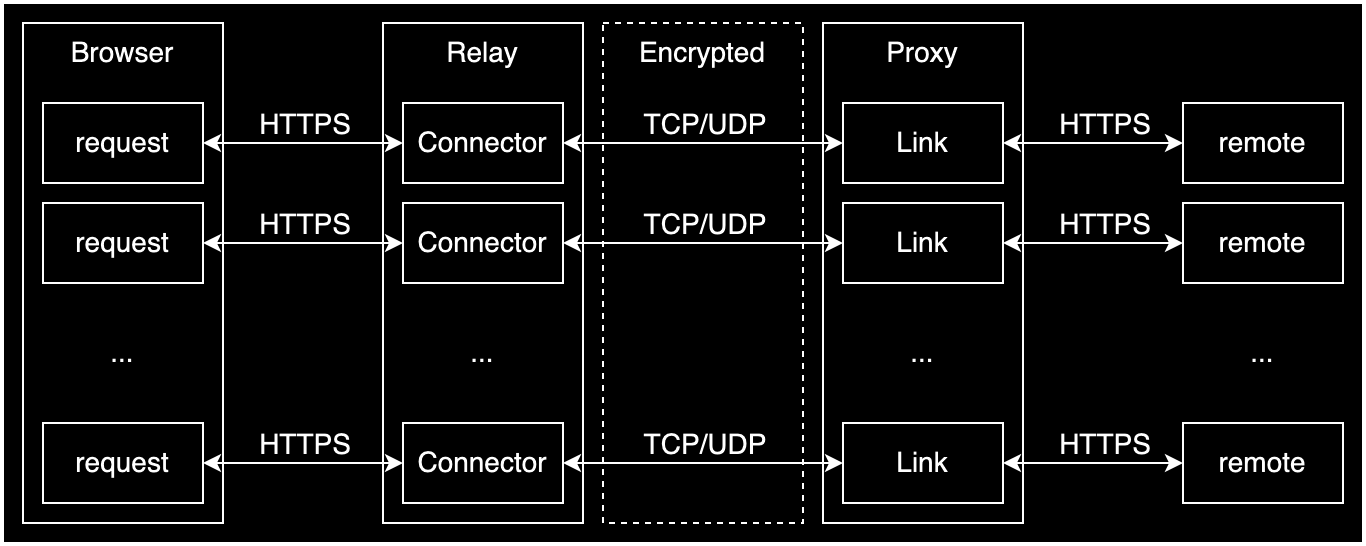 Browser Relay Encrypted Proxy
request HTTPS Connector TCP/UDP Link HTTPS remote
request HTTPS Connector TCP/UDP Link HTTPS remote
... ... ... ...
request HTTPS Connector TCP/UDP Link HTTPS remote